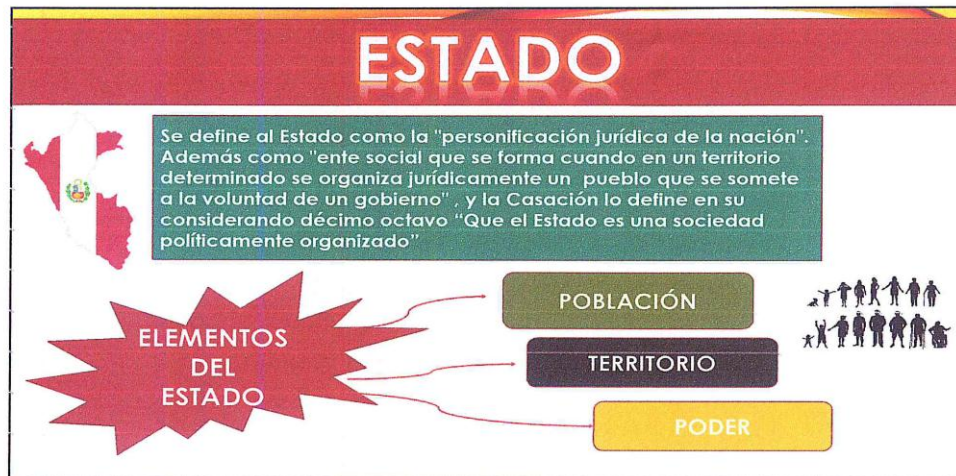 ESTADO
Se define al Estado como la "personificación jurídica de la nación".
Además como "ente social que se forma cuando en un territorio
determinado se organiza jurídicamente un pueblo que se somete
a la voluntad de un gobierno" , y la Casación lo define en su
considerando décimo octavo “Que el Estado es una sociedad
políticamente organizado”
ELEMENTOS
DEL
ESTADO
POBLACIÓN
TERRITORIO
PODER